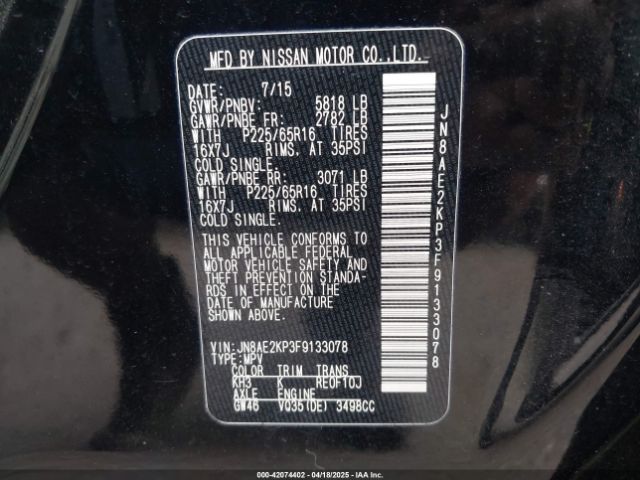 MFD BY NISSAN MOTOR CO.,LTD.
DATE: 7/15
GVWR/PNBV: 5818 LB
GAWR/PNBE FR: 2782 LB
WITH P225/65R16 TIRES
16X7J RIMS, AT 35PSI
COLD SINGLE.
GAWR/PNBE RR: 3071 LB
WITH P225/65R16 TIRES
16X7J RIMS, AT 35PSI
COLD SINGLE.
THIS VEHICLE CONFORMS TO
ALL APPLICABLE FEDERAL
MOTOR VEHICLE SAFETY AND
THEFT PREVENTION STANDA-
RDS IN EFFECT ON THE
DATE OF MANUFACTURE
SHOWN ABOVE.
VIN:JN8AE2KP3F9133078
TYPE:MPV
COLOR TRIM TRANS
KH3 K RE0F10J
AXLE ENGINE
GW46 VQ35(DE) 3498CC
JN8AE2KP3F9133078
000-42074402 - 04/18/2025 - IAAI.COM